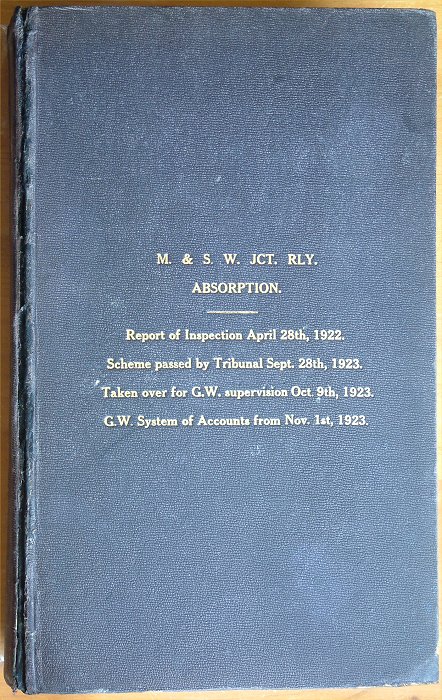 M. & S. W. JCT. RLY.
ABSORPTION.
Report of Inspection April 28th, 1922.
Scheme passed by Tribunal Sept. 28th, 1923.
Taken over for G.W. supervision Oct. 9th, 1923.
G.W. System of Accounts from Nov. 1st, 1923.